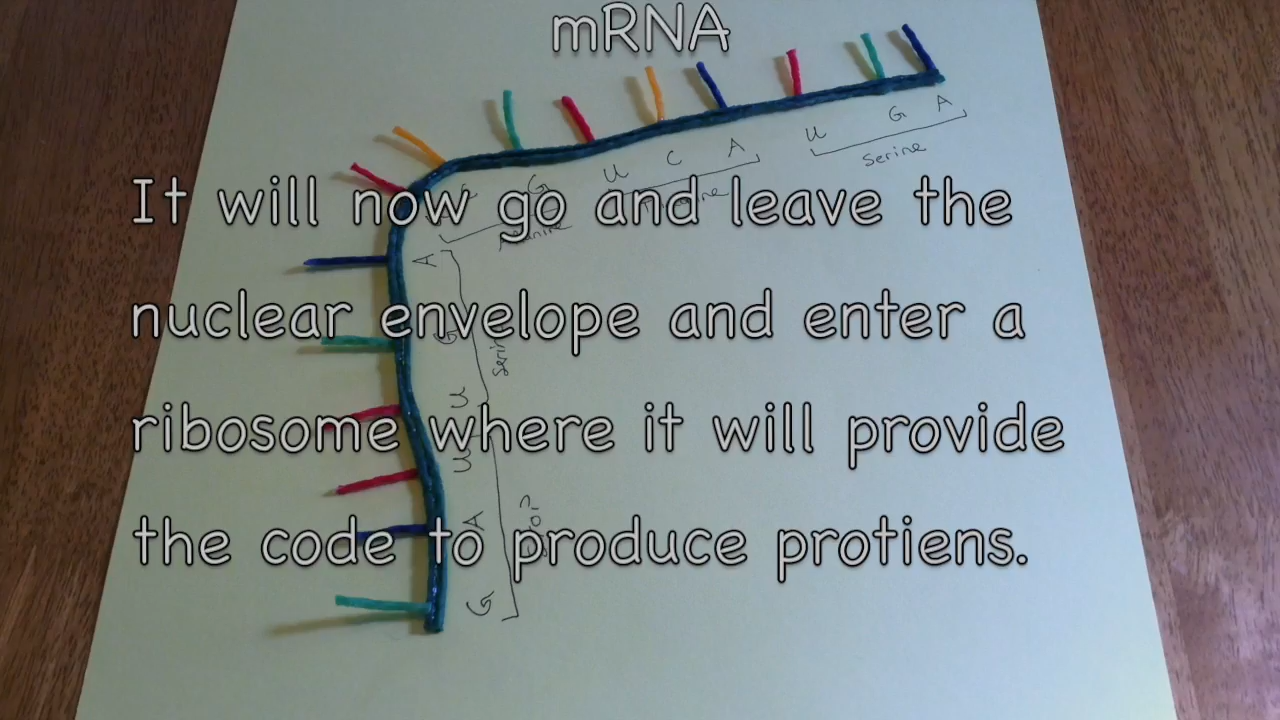 mRNA
It will now go and leave the
nuclear envelope and enter a
ribosome where it will provide
the code to produce protiens.
U G A
Serine
U C A
G
A
G
U
U
A
G